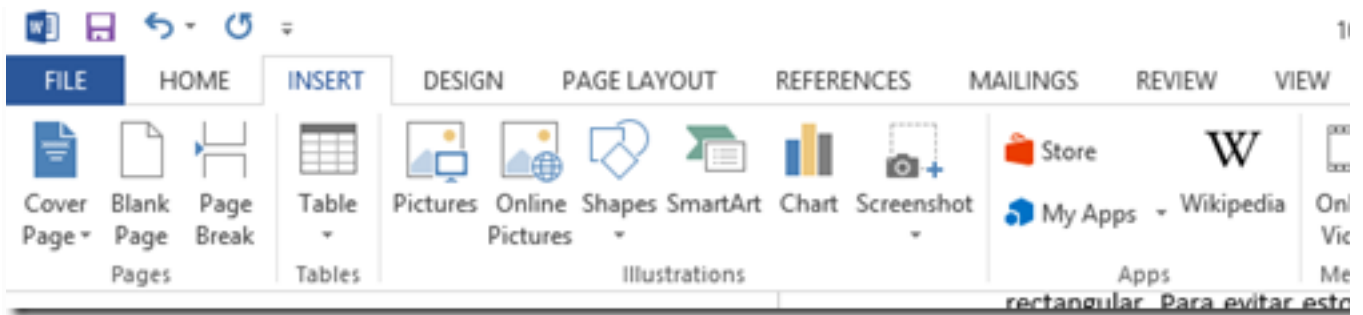 10
FILE HOME INSERT DESIGN PAGE LAYOUT REFERENCES MAILINGS REVIEW VIEW
Cover Page
Blank Page
Page Break
Table
Pictures
Online Pictures
Shapes
SmartArt
Chart
Screenshot
Store
My Apps
W
Wikipedia
Pages Tables Illustrations Apps
rectangular. Para evitar esto